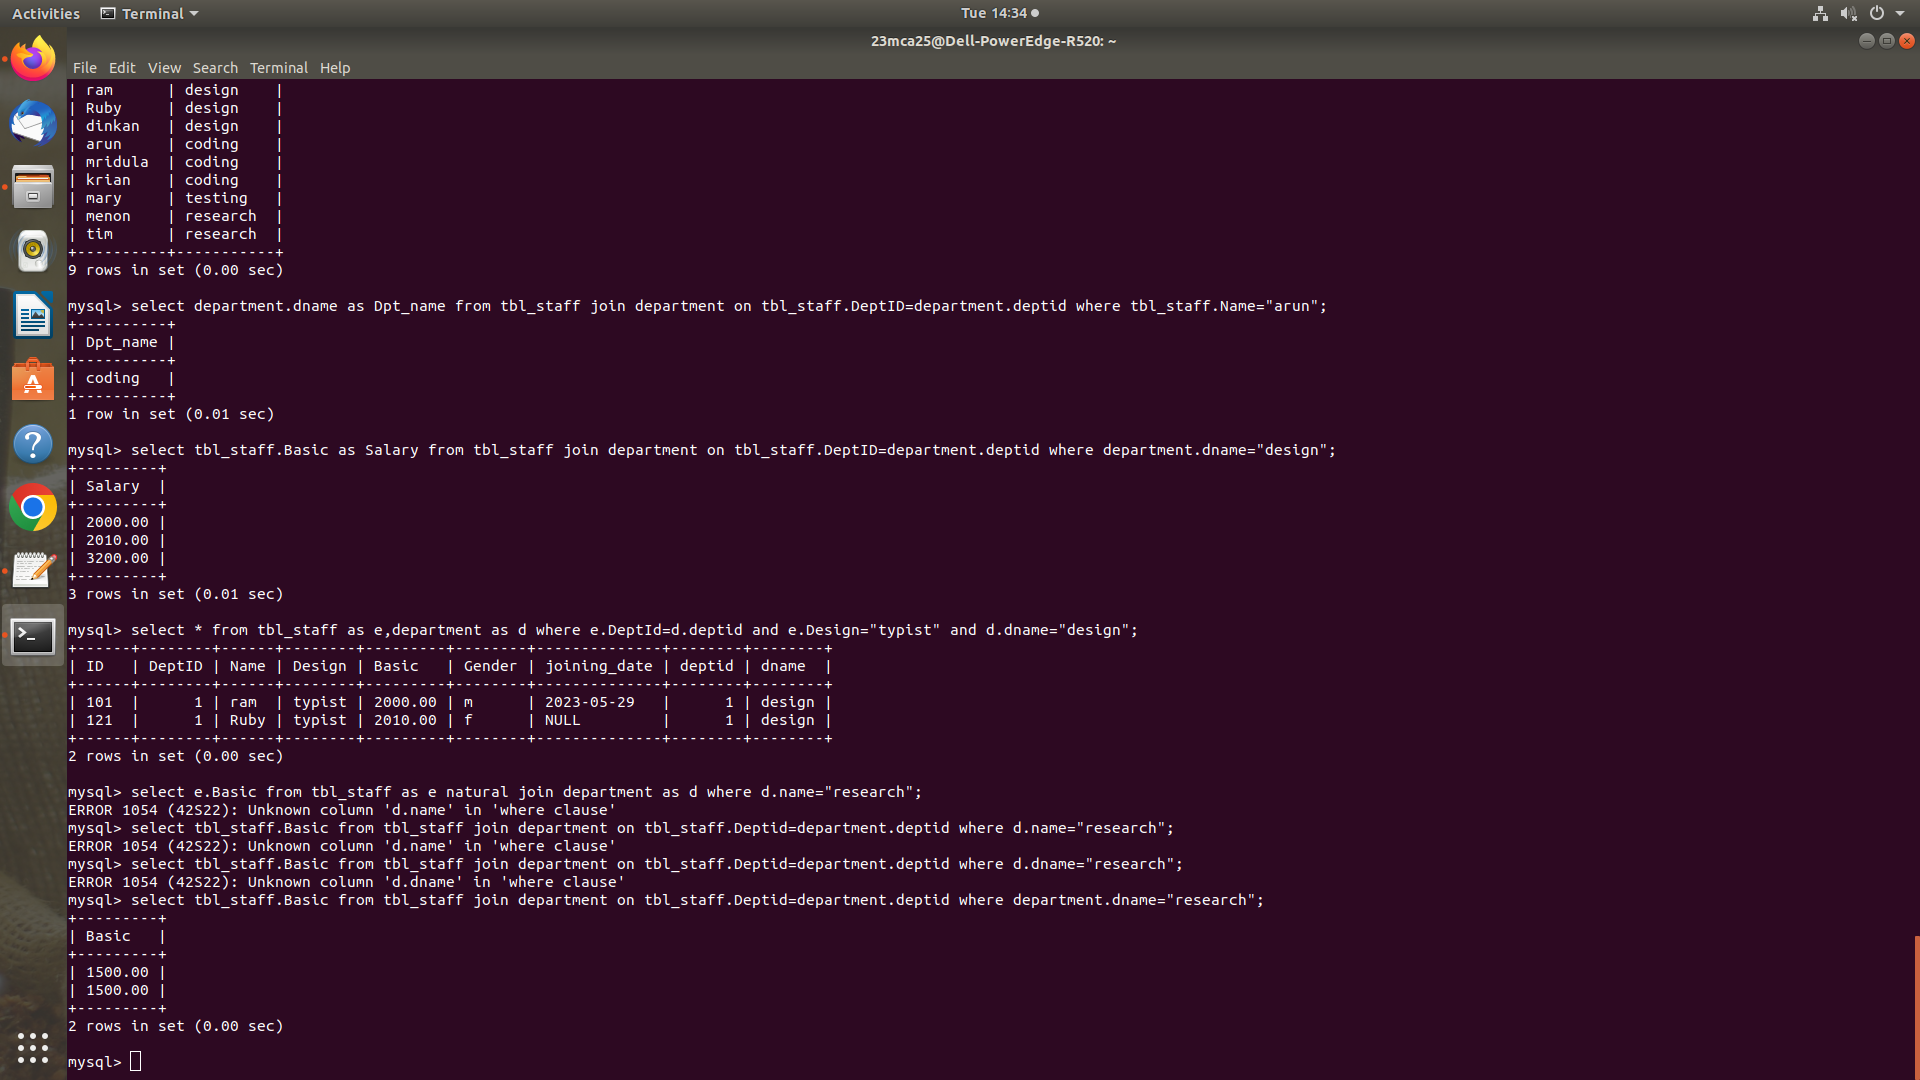 Activities Terminal Tue 14:34
23mca25@Dell-PowerEdge-R520: ~
File Edit View Search Terminal Help
| ram      | design    |
| Ruby     | design    |
| dinkan   | design    |
| arun     | coding    |
| mridula  | coding    |
| krian    | coding    |
| mary     | testing   |
| menon    | research  |
| tim      | research  |
+----------+-----------+
9 rows in set (0.00 sec)
mysql> select department.dname as Dpt_name from tbl_staff join department on tbl_staff.DeptID=department.deptid where tbl_staff.Name="arun";
+----------+
| Dpt_name |
+----------+
| coding   |
+----------+
1 row in set (0.01 sec)
mysql> select tbl_staff.Basic as Salary from tbl_staff join department on tbl_staff.DeptID=department.deptid where department.dname="design";
+---------+
| Salary  |
+---------+
| 2000.00 |
| 2010.00 |
| 3200.00 |
+---------+
3 rows in set (0.01 sec)
mysql> select * from tbl_staff as e,department as d where e.DeptId=d.deptid and e.Design="typist" and d.dname="design";
+------+--------+------+--------+---------+--------+--------------+--------+--------+
| ID   | DeptID | Name | Design | Basic   | Gender | joining_date | deptid | dname  |
+------+--------+------+--------+---------+--------+--------------+--------+--------+
| 101  |      1 | ram  | typist | 2000.00 | m      | 2023-05-29   |      1 | design |
| 121  |      1 | Ruby | typist | 2010.00 | f      | NULL         |      1 | design |
+------+--------+------+--------+---------+--------+--------------+--------+--------+
2 rows in set (0.00 sec)
mysql> select e.Basic from tbl_staff as e natural join department as d where d.name="research";
ERROR 1054 (42S22): Unknown column 'd.name' in 'where clause'
mysql> select tbl_staff.Basic from tbl_staff join department on tbl_staff.Deptid=department.deptid where d.name="research";
ERROR 1054 (42S22): Unknown column 'd.name' in 'where clause'
mysql> select tbl_staff.Basic from tbl_staff join department on tbl_staff.Deptid=department.deptid where d.dname="research";
ERROR 1054 (42S22): Unknown column 'd.dname' in 'where clause'
mysql> select tbl_staff.Basic from tbl_staff join department on tbl_staff.Deptid=department.deptid where department.dname="research";
+---------+
| Basic   |
+---------+
| 1500.00 |
| 1500.00 |
+---------+
2 rows in set (0.00 sec)
mysql>